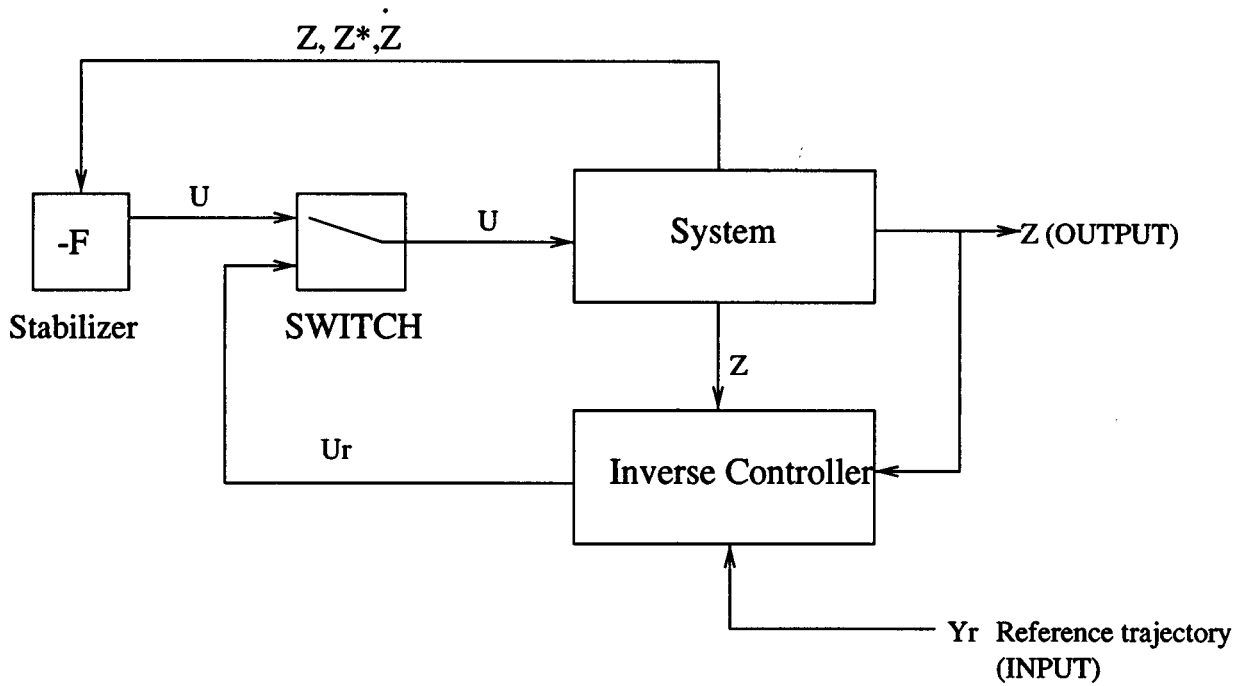 Z, Z*, Ż
U
-F
Stabilizer
SWITCH
U
System
Z (OUTPUT)
Z
Ur
Inverse Controller
Yr Reference trajectory
(INPUT)